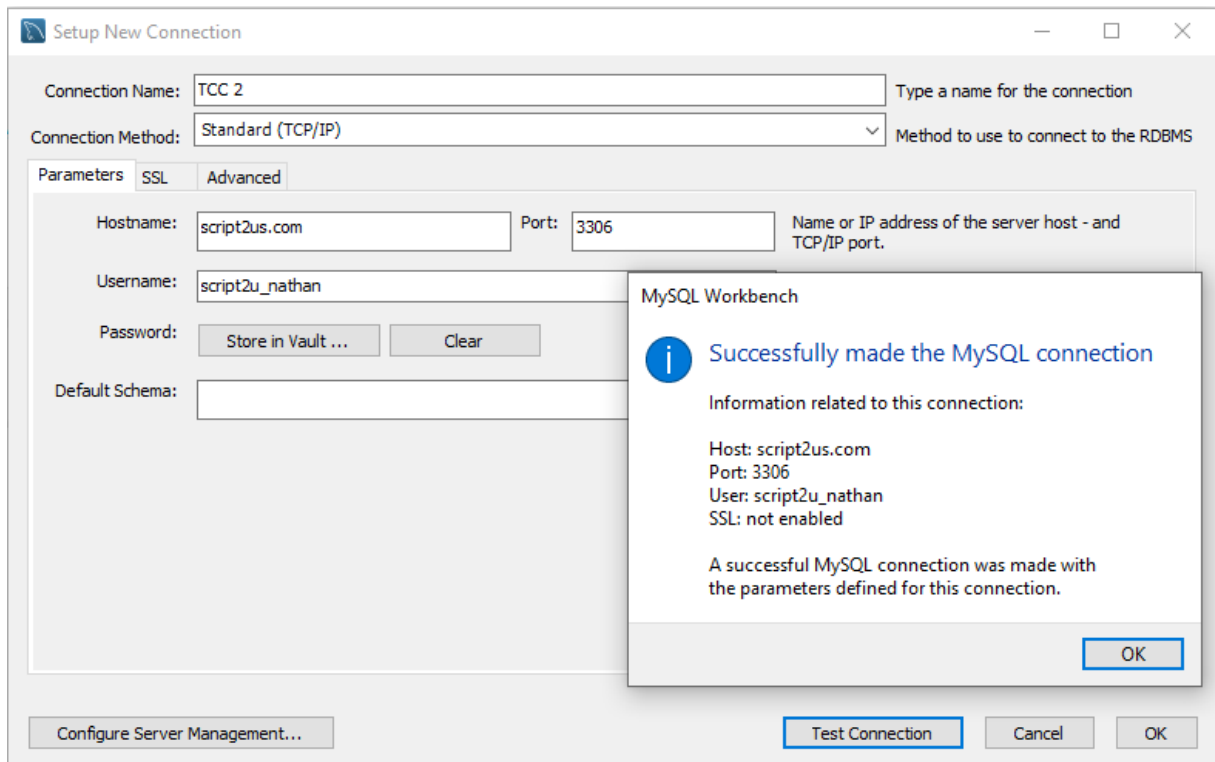 Setup New Connection
Connection Name: TCC 2 Type a name for the connection
Connection Method: Standard (TCP/IP) Method to use to connect to the RDBMS
Parameters SSL Advanced
Hostname: script2us.com Port: 3306 Name or IP address of the server host - and
TCP/IP port.
Username: script2u_nathan
Password: Store in Vault ... Clear
Default Schema:
MySQL Workbench
Successfully made the MySQL connection
Information related to this connection:
Host: script2us.com
Port: 3306
User: script2u_nathan
SSL: not enabled
A successful MySQL connection was made with
the parameters defined for this connection.
OK
Configure Server Management... Test Connection Cancel OK